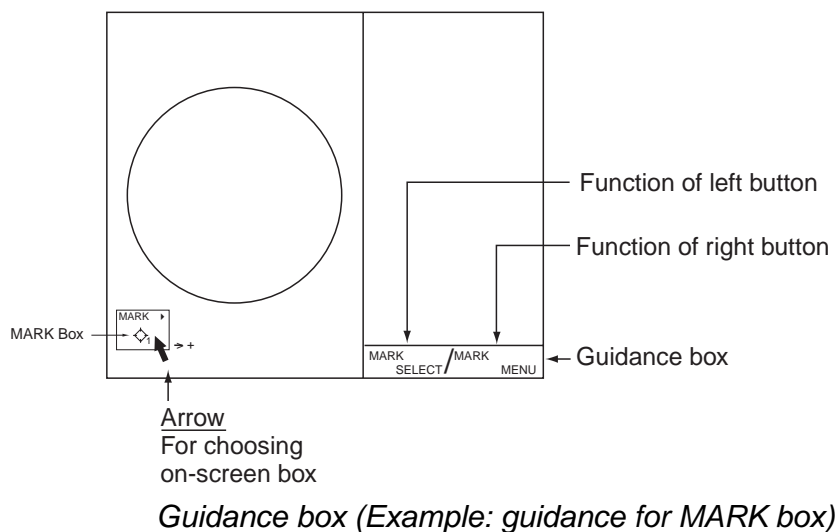 Function of left button
Function of right button
MARK
MARK Box
1
+
MARK
SELECT
/
MARK
MENU
Guidance box
Arrow
For choosing
on-screen box
Guidance box (Example: guidance for MARK box)